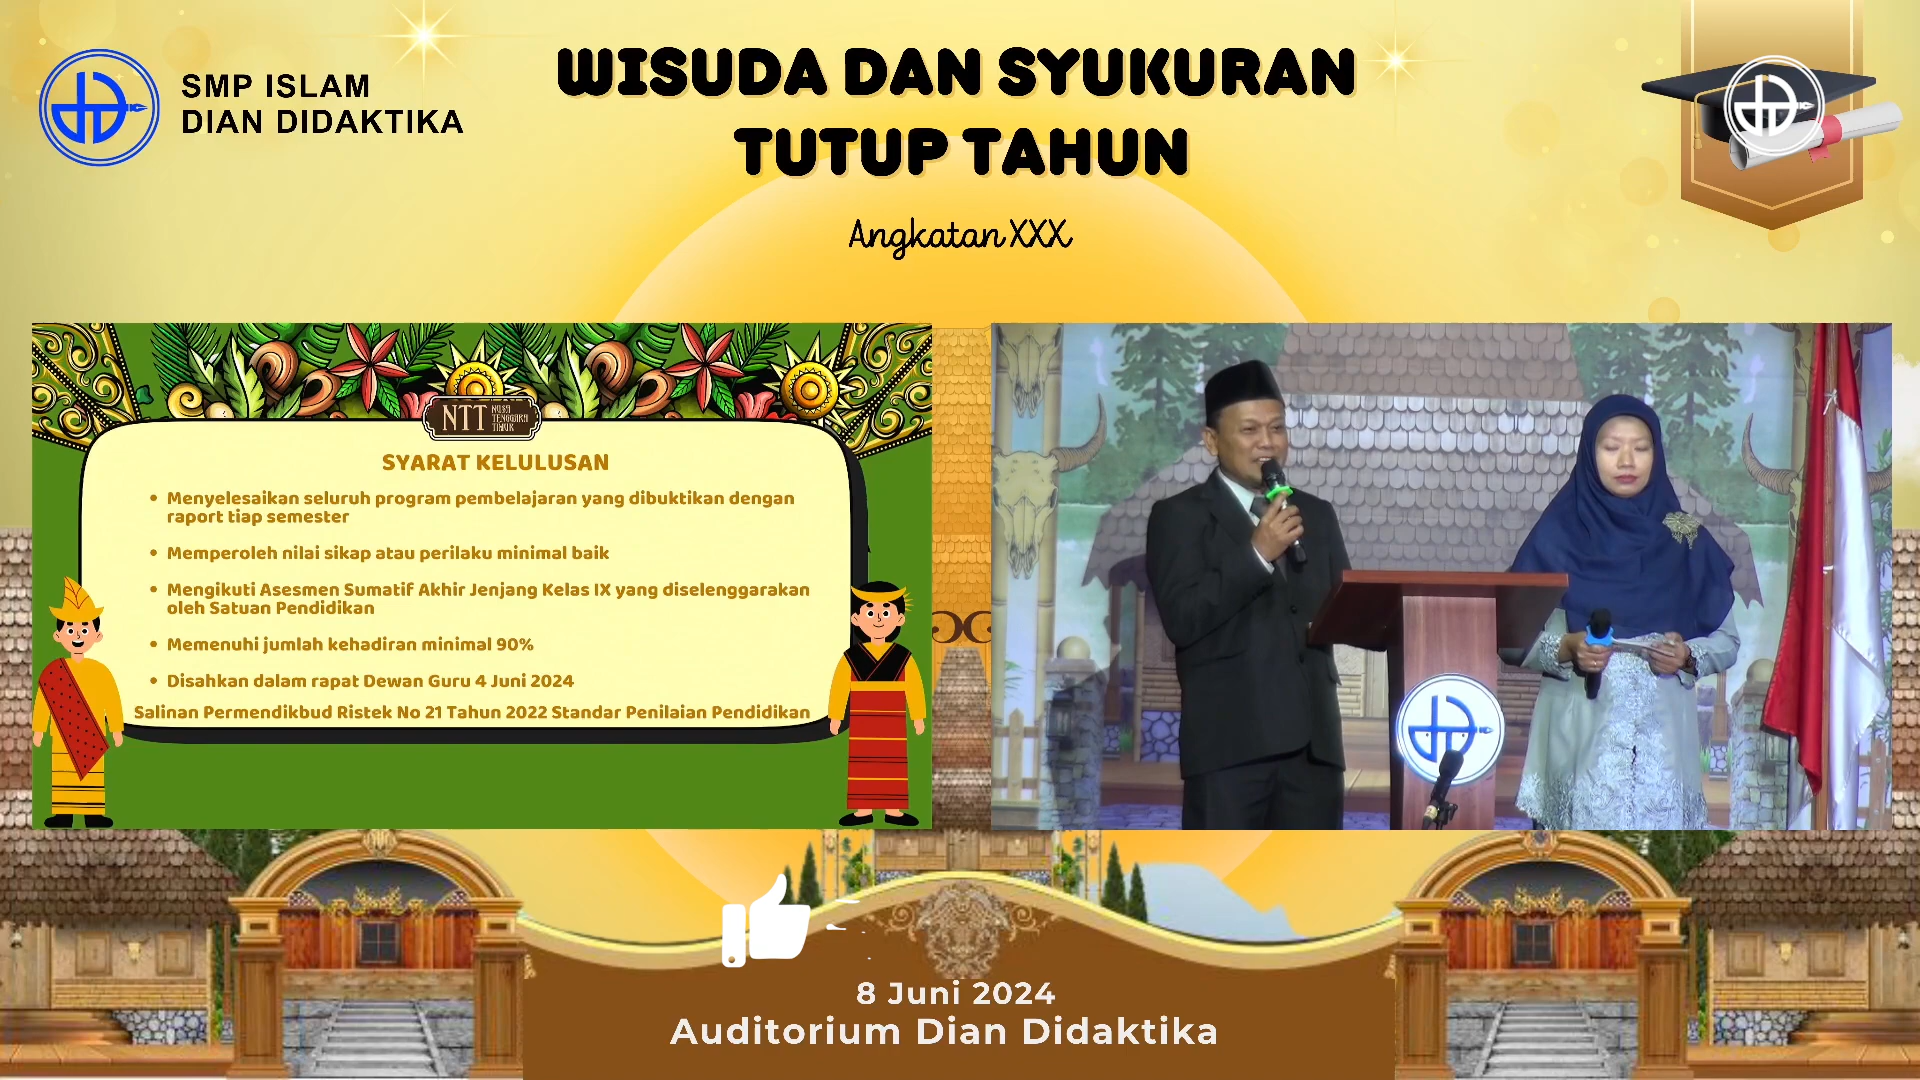 SMP ISLAM
DIAN DIDAKTIKA
WISUDA DAN SYUKURAN
TUTUP TAHUN
Angkatan XXX
NTT NUSA
TENGGARA
TIMUR
SYARAT KELULUSAN
• Menyelesaikan seluruh program pembelajaran yang dibuktikan dengan
raport tiap semester
• Memperoleh nilai sikap atau perilaku minimal baik
• Mengikuti Asesmen Sumatif Akhir Jenjang Kelas IX yang diselenggarakan
oleh Satuan Pendidikan
• Memenuhi jumlah kehadiran minimal 90%
• Disahkan dalam rapat Dewan Guru 4 Juni 2024
Salinan Permendikbud Ristek No 21 Tahun 2022 Standar Penilaian Pendidikan
8 Juni 2024
Auditorium Dian Didaktika